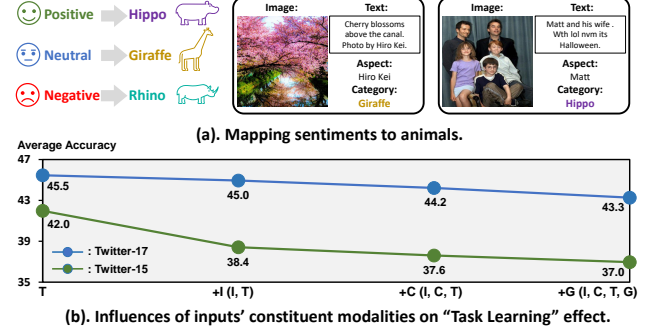 Positive Hippo
Neutral Giraffe
Negative Rhino
Image: Text:
Cherry blossoms
above the canal.
Photo by Hiro Kei.
Aspect:
Hiro Kei
Category:
Giraffe
Image: Text:
Matt and his wife .
Wth lol nvm its
Halloween.
Aspect:
Matt
Category:
Hippo
(a). Mapping sentiments to animals.
Average Accuracy
47
43
39
35
45.5
45.0
44.2
43.3
42.0
38.4
37.6
37.0
: Twitter-17
: Twitter-15
T +I (I, T) +C (I, C, T) +G (I, C, T, G)
(b). Influences of inputs' constituent modalities on “Task Learning” effect.